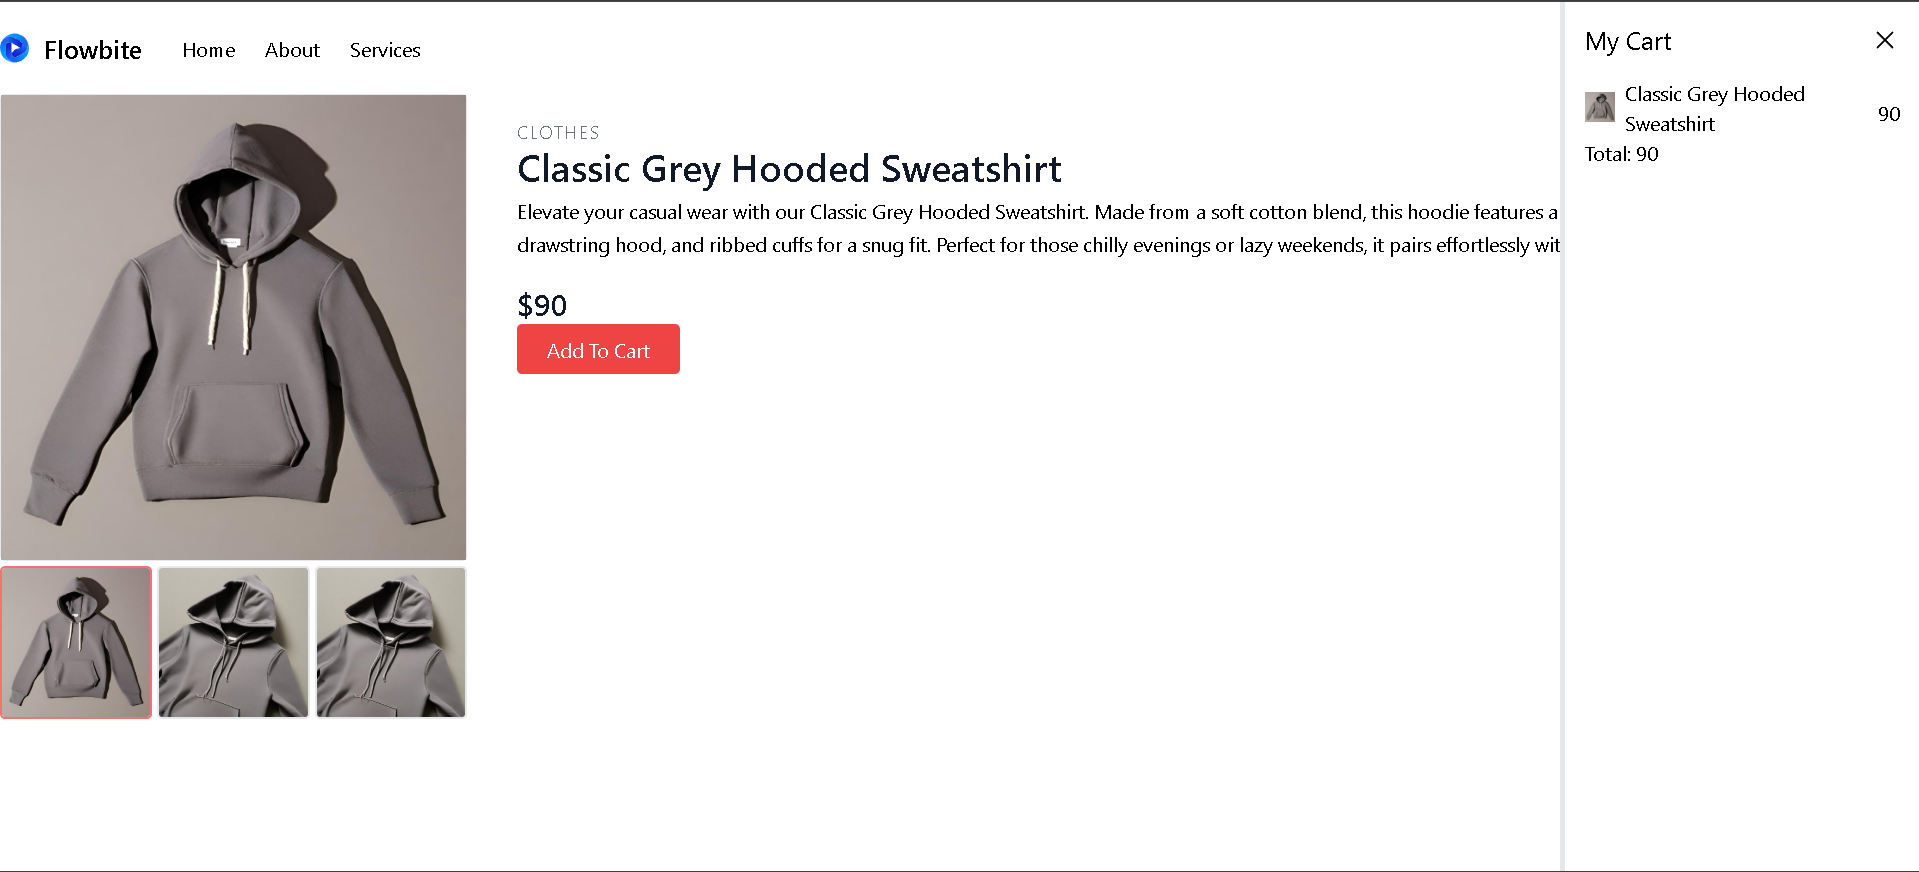 Flowbite
Home
About
Services
CLOTHES
Classic Grey Hooded Sweatshirt
Elevate your casual wear with our Classic Grey Hooded Sweatshirt. Made from a soft cotton blend, this hoodie features a
drawstring hood, and ribbed cuffs for a snug fit. Perfect for those chilly evenings or lazy weekends, it pairs effortlessly wit
$90
Add To Cart
My Cart
Classic Grey Hooded
Sweatshirt
90
Total: 90